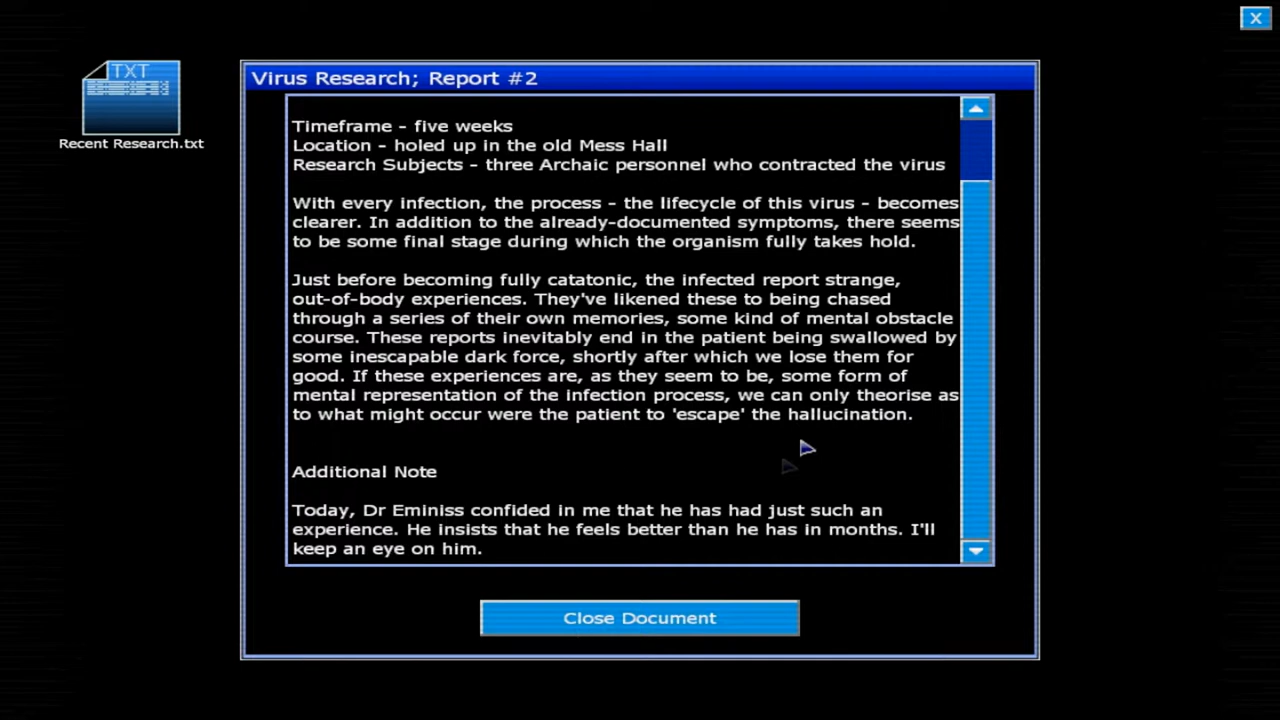 X
TXT
Recent Research.txt
Virus Research; Report #2
Timeframe - five weeks
Location - holed up in the old Mess Hall
Research Subjects - three Archaic personnel who contracted the virus
With every infection, the process - the lifecycle of this virus - becomes
clearer. In addition to the already-documented symptoms, there seems
to be some final stage during which the organism fully takes hold.
Just before becoming fully catatonic, the infected report strange,
out-of-body experiences. They've likened these to being chased
through a series of their own memories, some kind of mental obstacle
course. These reports inevitably end in the patient being swallowed by
some inescapable dark force, shortly after which we lose them for
good. If these experiences are, as they seem to be, some form of
mental representation of the infection process, we can only theorise as
to what might occur were the patient to 'escape' the hallucination.
Additional Note
Today, Dr Eminiss confided in me that he has had just such an
experience. He insists that he feels better than he has in months. I'll
keep an eye on him.
Close Document